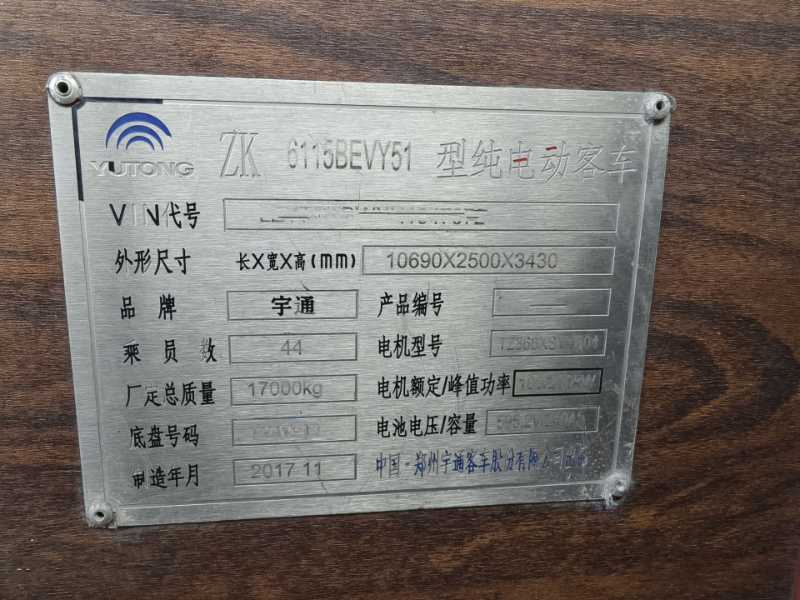 YUTONG ZK 6115BEVY51 型纯电动客车
VIN代号
外形尺寸 长X宽X高(mm) 10690X2500X3430
品牌 宇通 产品编号
乘员数 44 电机型号
厂定总质量 17000kg 电机额定/峰值功率
底盘号码 电池电压/容量
制造年月 2017 11 中国·郑州宇通客车股份有限